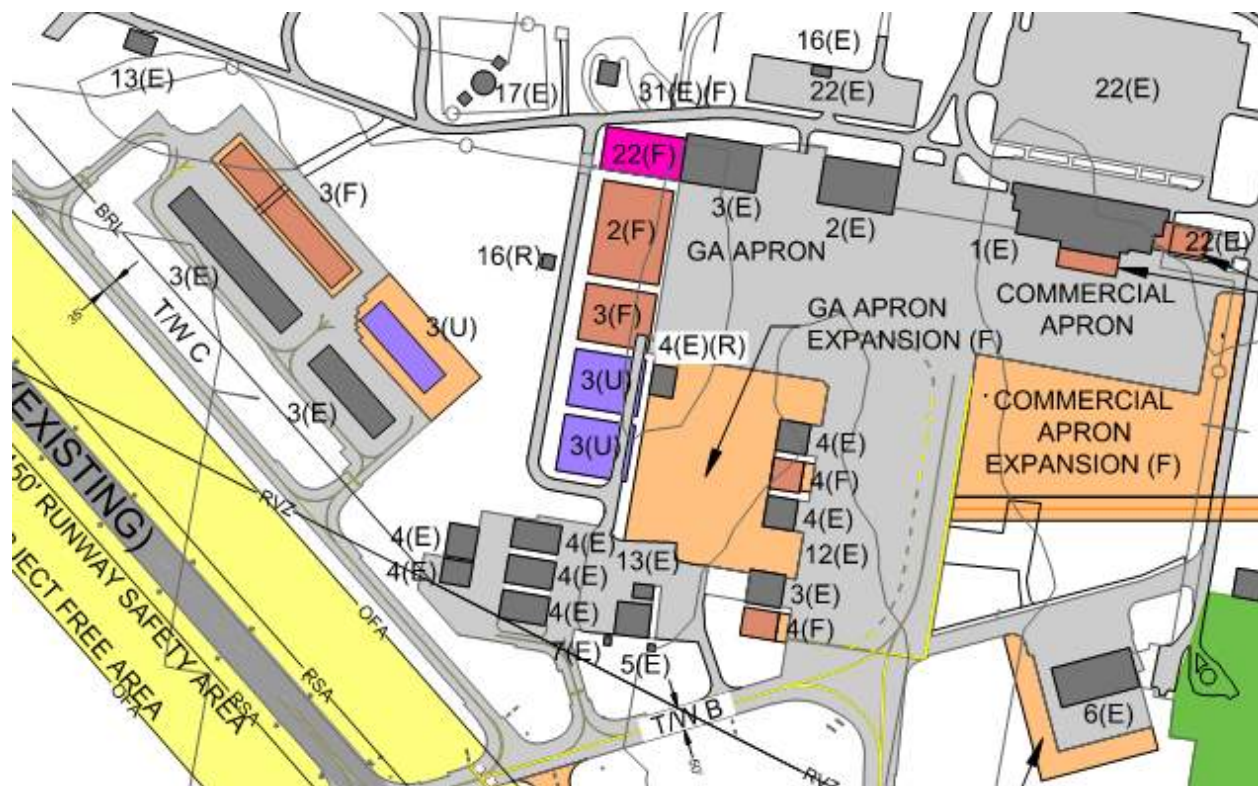 16(E)
13(E)
17(E)
31(E)(F)
22(E)
22(E)
22(F)
3(F)
3(E)
2(F)
2(E)
BRL
GA APRON
1(E)
22(E)
16(R)
3(E)
35'
T/W C
3(U)
3(F)
GA APRON
EXPANSION (F)
COMMERCIAL
APRON
4(E)(R)
3(U)
3(E)
COMMERCIAL
APRON
EXPANSION (F)
3(U)
4(E)
4(F)
(EXISTING)
RVZ
4(E)
4(E)
4(E)
12(E)
4(E)
4(E)
13(E)
3(E)
450' RUNWAY SAFETY AREA
OFA
4(E)
4(F)
7(E)
5(E)
JECT FREE AREA
RSA
RSA
OFA
6(E)
T/W B
50'
RVZ